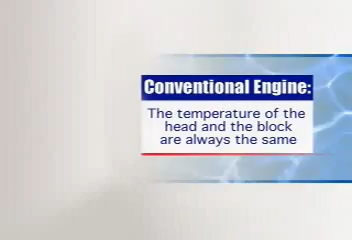 Conventional Engine:
The temperature of the
head and the block
are always the same